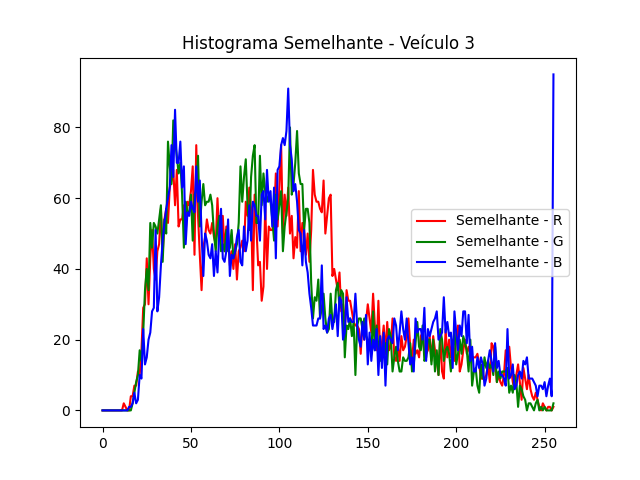 Histograma Semelhante - Veículo 3
80
60
40
20
0
Semelhante - R
Semelhante - G
Semelhante - B
0 50 100 150 200 250